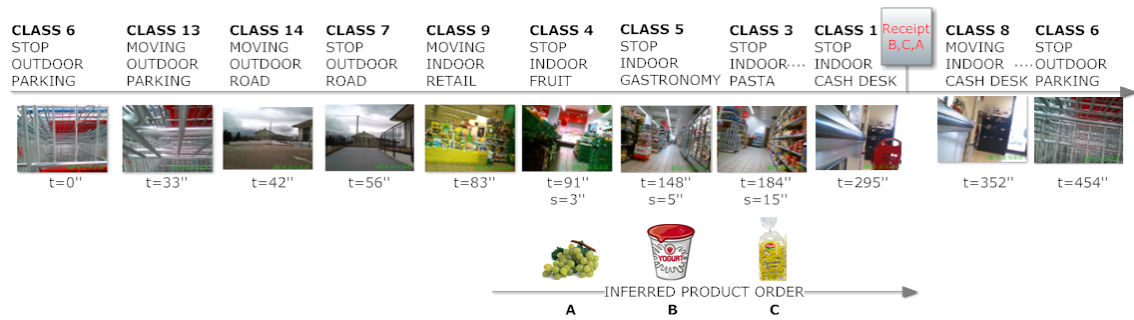 CLASS 6
STOP
OUTDOOR
PARKING
CLASS 13
MOVING
OUTDOOR
PARKING
CLASS 14
MOVING
OUTDOOR
ROAD
CLASS 7
STOP
OUTDOOR
ROAD
CLASS 9
MOVING
INDOOR
RETAIL
CLASS 4
STOP
INDOOR
FRUIT
CLASS 5
STOP
INDOOR
GASTRONOMY
CLASS 3
STOP
INDOOR....
PASTA
CLASS 1
STOP
INDOOR
CASH DESK
Receipt
B,C,A
CLASS 8
MOVING
INDOOR
CASH DESK
CLASS 6
STOP
.... OUTDOOR
PARKING
t=0"
t=33"
t=42"
t=56"
t=83"
t=91"
s=3"
t=148"
s=5"
t=184"
s=15"
t=295"
t=352"
t=454"
YOGURT
INFERRED PRODUCT ORDER
A
B
C